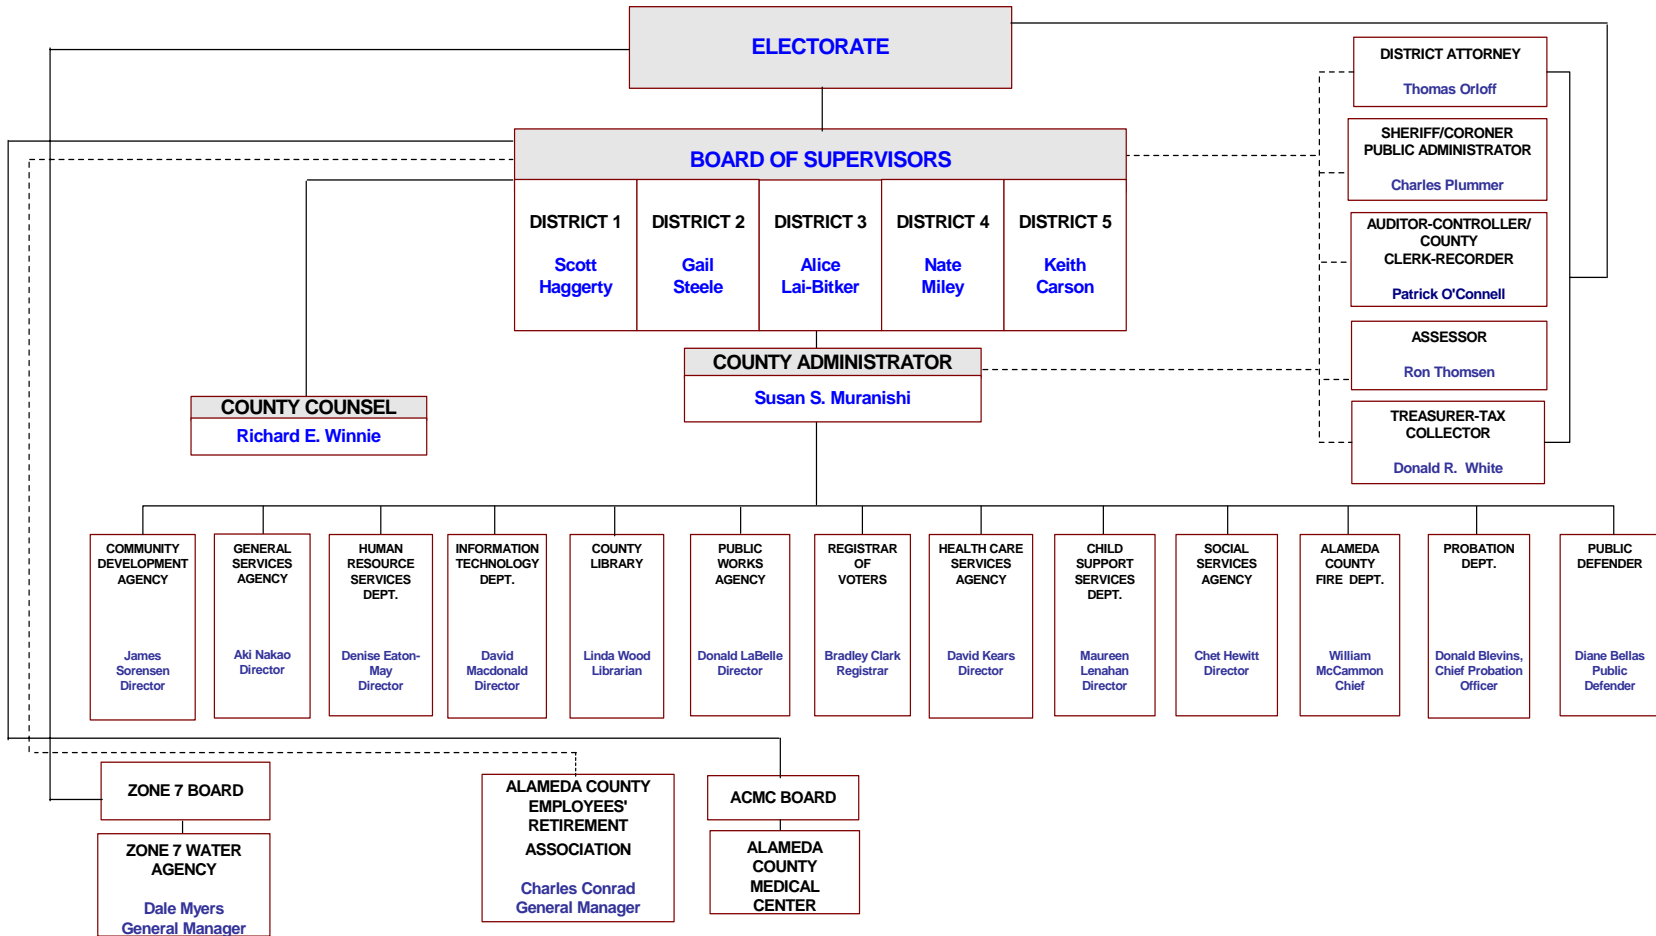 ELECTORATE
BOARD OF SUPERVISORS
DISTRICT 1
Scott
Haggerty
DISTRICT 2
Gail
Steele
DISTRICT 3
Alice
Lai-Bitker
DISTRICT 4
Nate
Miley
DISTRICT 5
Keith
Carson
DISTRICT ATTORNEY
Thomas Orloff
SHERIFF/CORONER
PUBLIC ADMINISTRATOR
Charles Plummer
AUDITOR-CONTROLLER/
COUNTY
CLERK-RECORDER
Patrick O'Connell
ASSESSOR
Ron Thomsen
TREASURER-TAX
COLLECTOR
Donald R. White
COUNTY ADMINISTRATOR
Susan S. Muranishi
COUNTY COUNSEL
Richard E. Winnie
COMMUNITY
DEVELOPMENT
AGENCY
James
Sorensen
Director
GENERAL
SERVICES
AGENCY
Aki Nakao
Director
HUMAN
RESOURCE
SERVICES
DEPT.
Denise Eaton-
May
Director
INFORMATION
TECHNOLOGY
DEPT.
David
Macdonald
Director
COUNTY
LIBRARY
Linda Wood
Librarian
PUBLIC
WORKS
AGENCY
Donald LaBelle
Director
REGISTRAR
OF
VOTERS
Bradley Clark
Registrar
HEALTH CARE
SERVICES
AGENCY
David Kears
Director
CHILD
SUPPORT
SERVICES
DEPT.
Maureen
Lenahan
Director
SOCIAL
SERVICES
AGENCY
Chet Hewitt
Director
ALAMEDA
COUNTY
FIRE DEPT.
William
McCammon
Chief
PROBATION
DEPT.
Donald Blevins,
Chief Probation
Officer
PUBLIC
DEFENDER
Diane Bellas
Public
Defender
ZONE 7 BOARD
ZONE 7 WATER
AGENCY
Dale Myers
General Manager
ALAMEDA COUNTY
EMPLOYEES'
RETIREMENT
ASSOCIATION
Charles Conrad
General Manager
ACMC BOARD
ALAMEDA
COUNTY
MEDICAL
CENTER